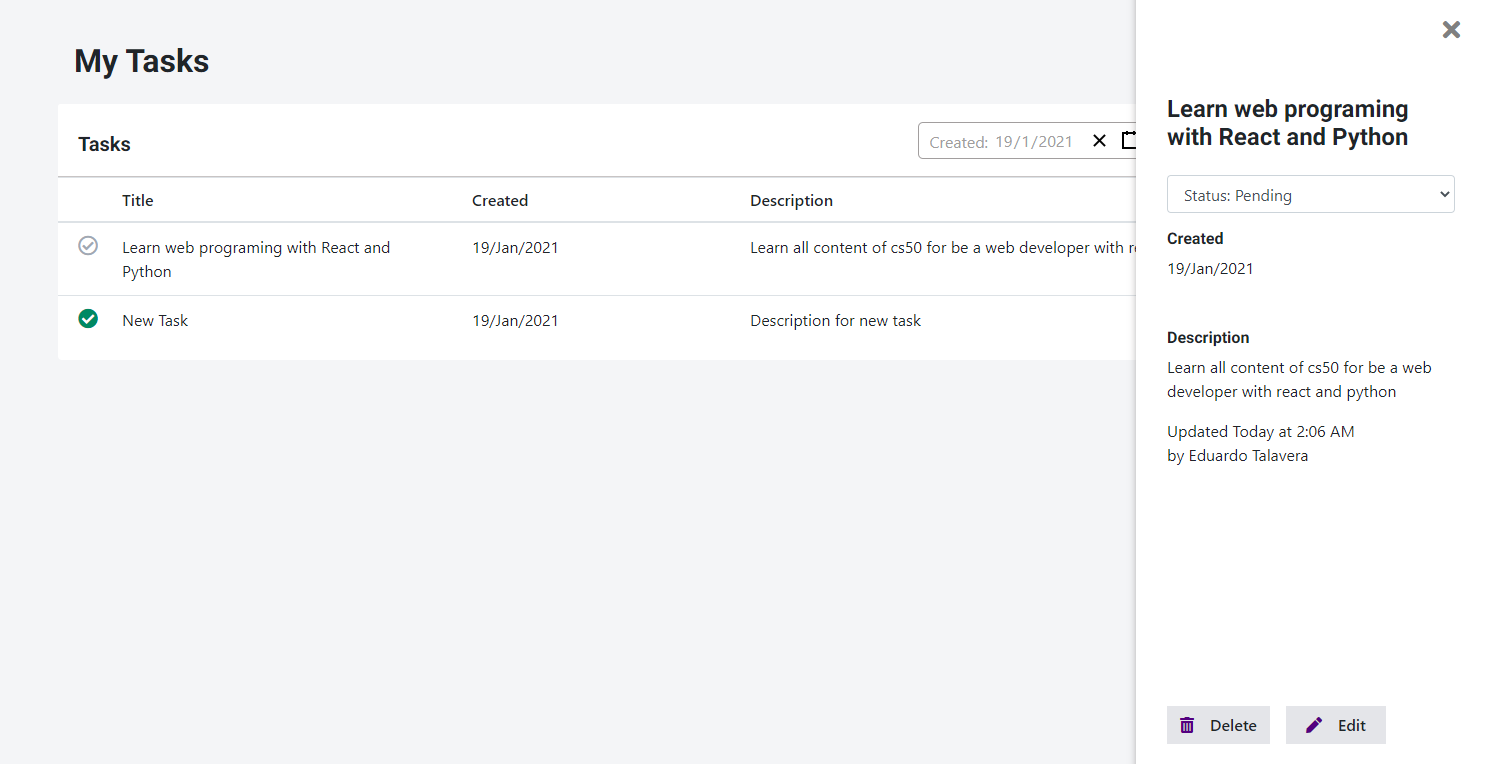 My Tasks
Tasks
Created: 19/1/2021
Title Created Description
Learn web programing with React and
Python
19/Jan/2021
Learn all content of cs50 for be a web developer with
New Task 19/Jan/2021 Description for new task
Learn web programing
with React and Python
Status: Pending
Created
19/Jan/2021
Description
Learn all content of cs50 for be a web
developer with react and python
Updated Today at 2:06 AM
by Eduardo Talavera
Delete Edit